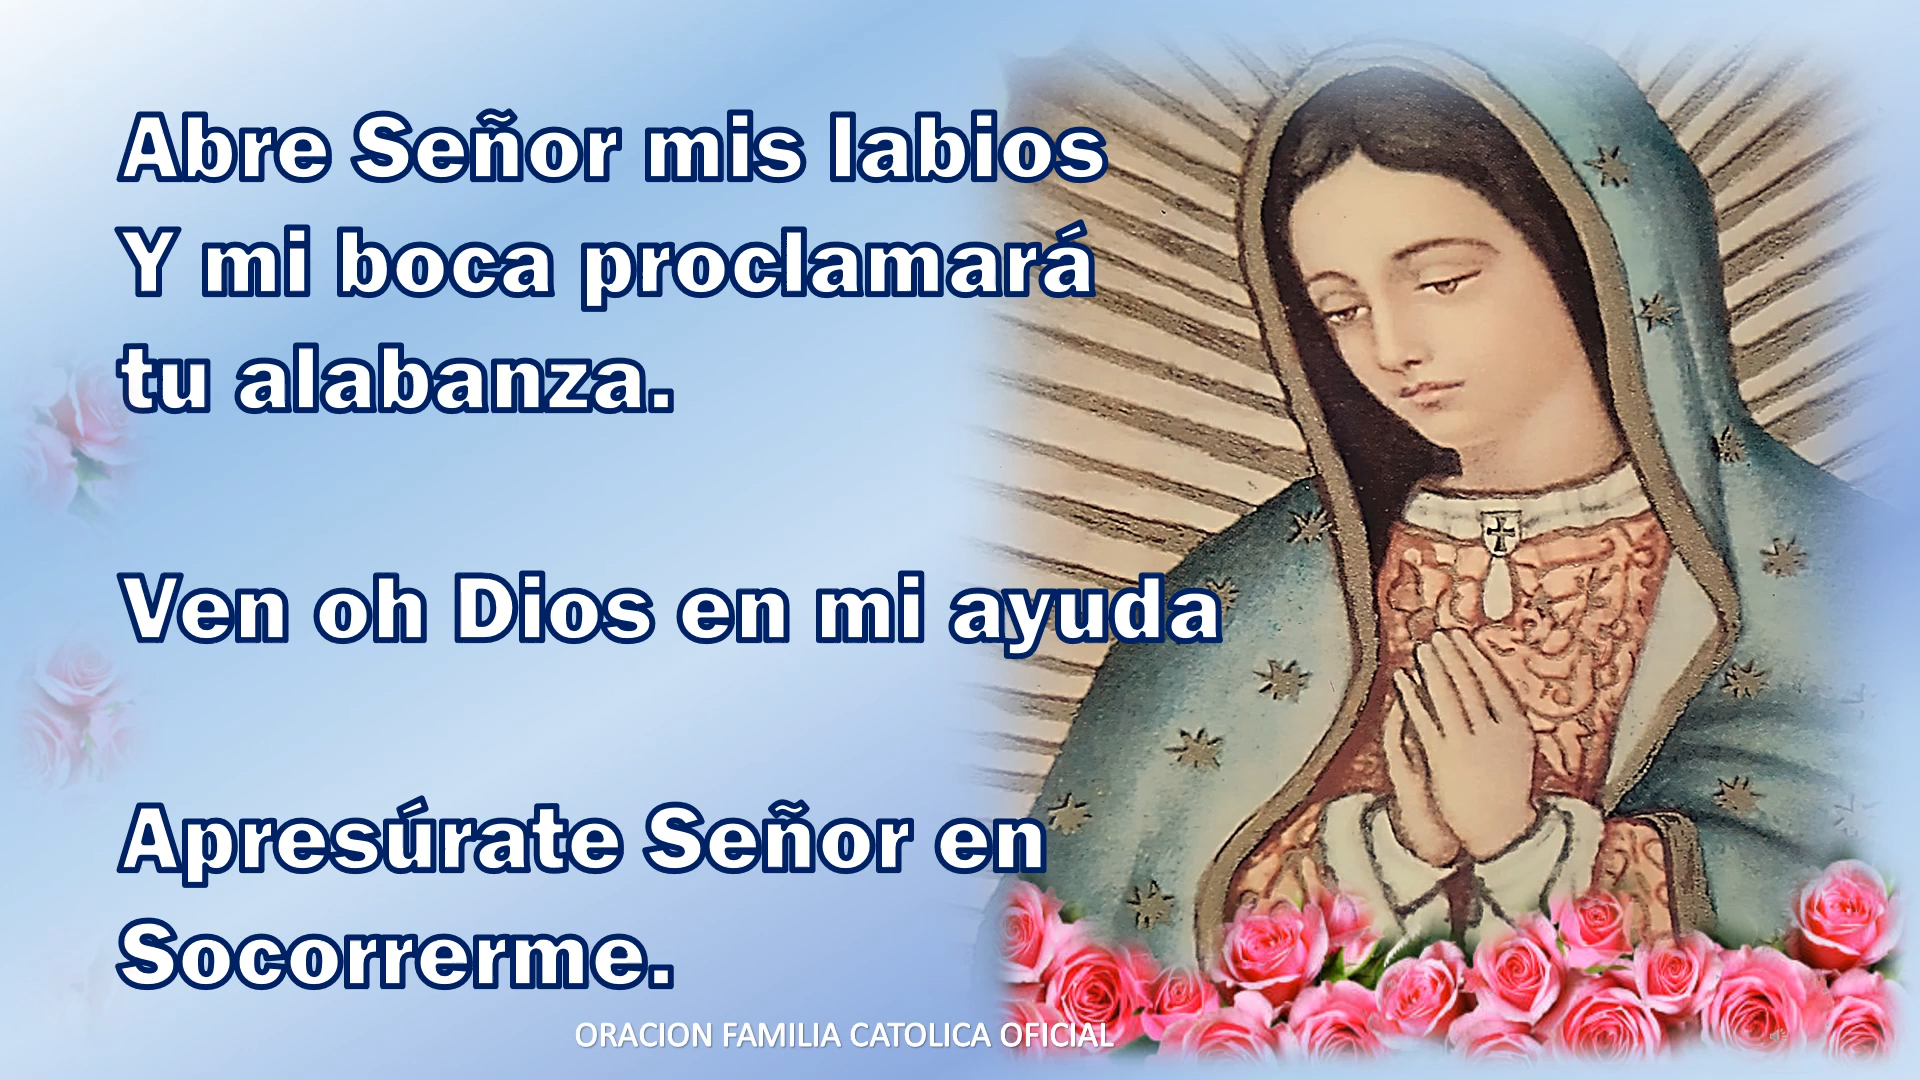 Abre Señor mis labios
Y mi boca proclamará
tu alabanza.
Ven oh Dios en mi ayuda
Apresúrate Señor en
Socorrerme.
ORACION FAMILIA CATOLICA OFICIAL